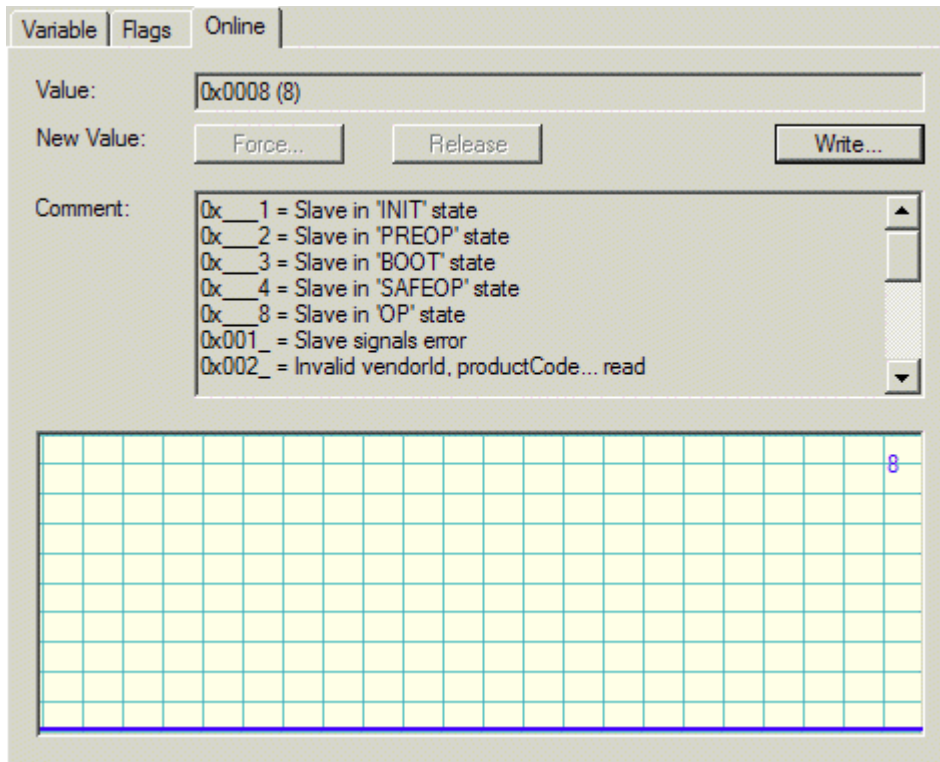 Variable Flags Online
Value: 0x0008 (8)
New Value: Force... Release Write...
Comment: 0x___1 = Slave in 'INIT' state
0x___2 = Slave in 'PREOP' state
0x___3 = Slave in 'BOOT' state
0x___4 = Slave in 'SAFEOP' state
0x___8 = Slave in 'OP' state
0x001_ = Slave signals error
0x002_ = Invalid vendorId, productCode... read
8